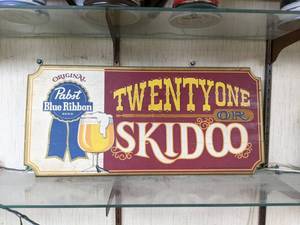 ORIGINAL
Pabst
Blue Ribbon
BEER
TWENTYONE
OR
SKIDOO